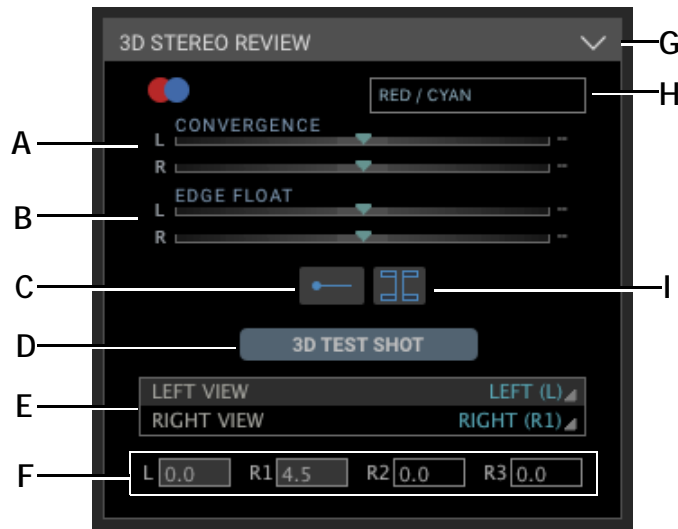 3D STEREO REVIEW
G
RED / CYAN
H
A
CONVERGENCE
L --
R --
B
EDGE FLOAT
L --
R --
C
I
D
3D TEST SHOT
E
LEFT VIEW LEFT (L)
RIGHT VIEW RIGHT (R1)
F
L 0.0 R1 4.5 R2 0.0 R3 0.0